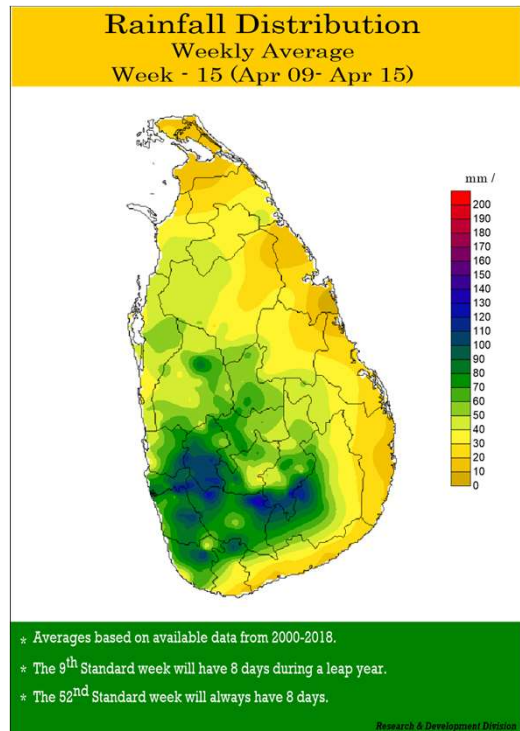 Rainfall Distribution
Weekly Average
Week - 15 (Apr 09- Apr 15)
mm /
200
190
180
170
160
150
140
130
120
110
100
90
80
70
60
50
40
30
20
10
0
* Averages based on available data from 2000-2018.
* The 9th Standard week will have 8 days during a leap year.
* The 52nd Standard week will always have 8 days.
Research & Development Division